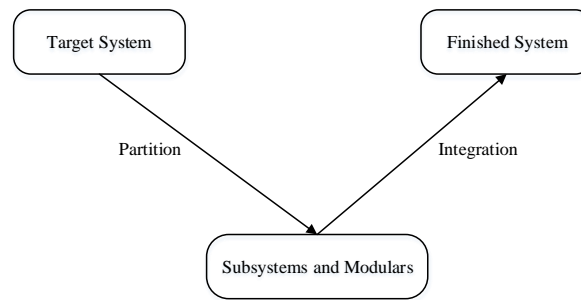 Target System
Finished System
Partition
Integration
Subsystems and Modulars